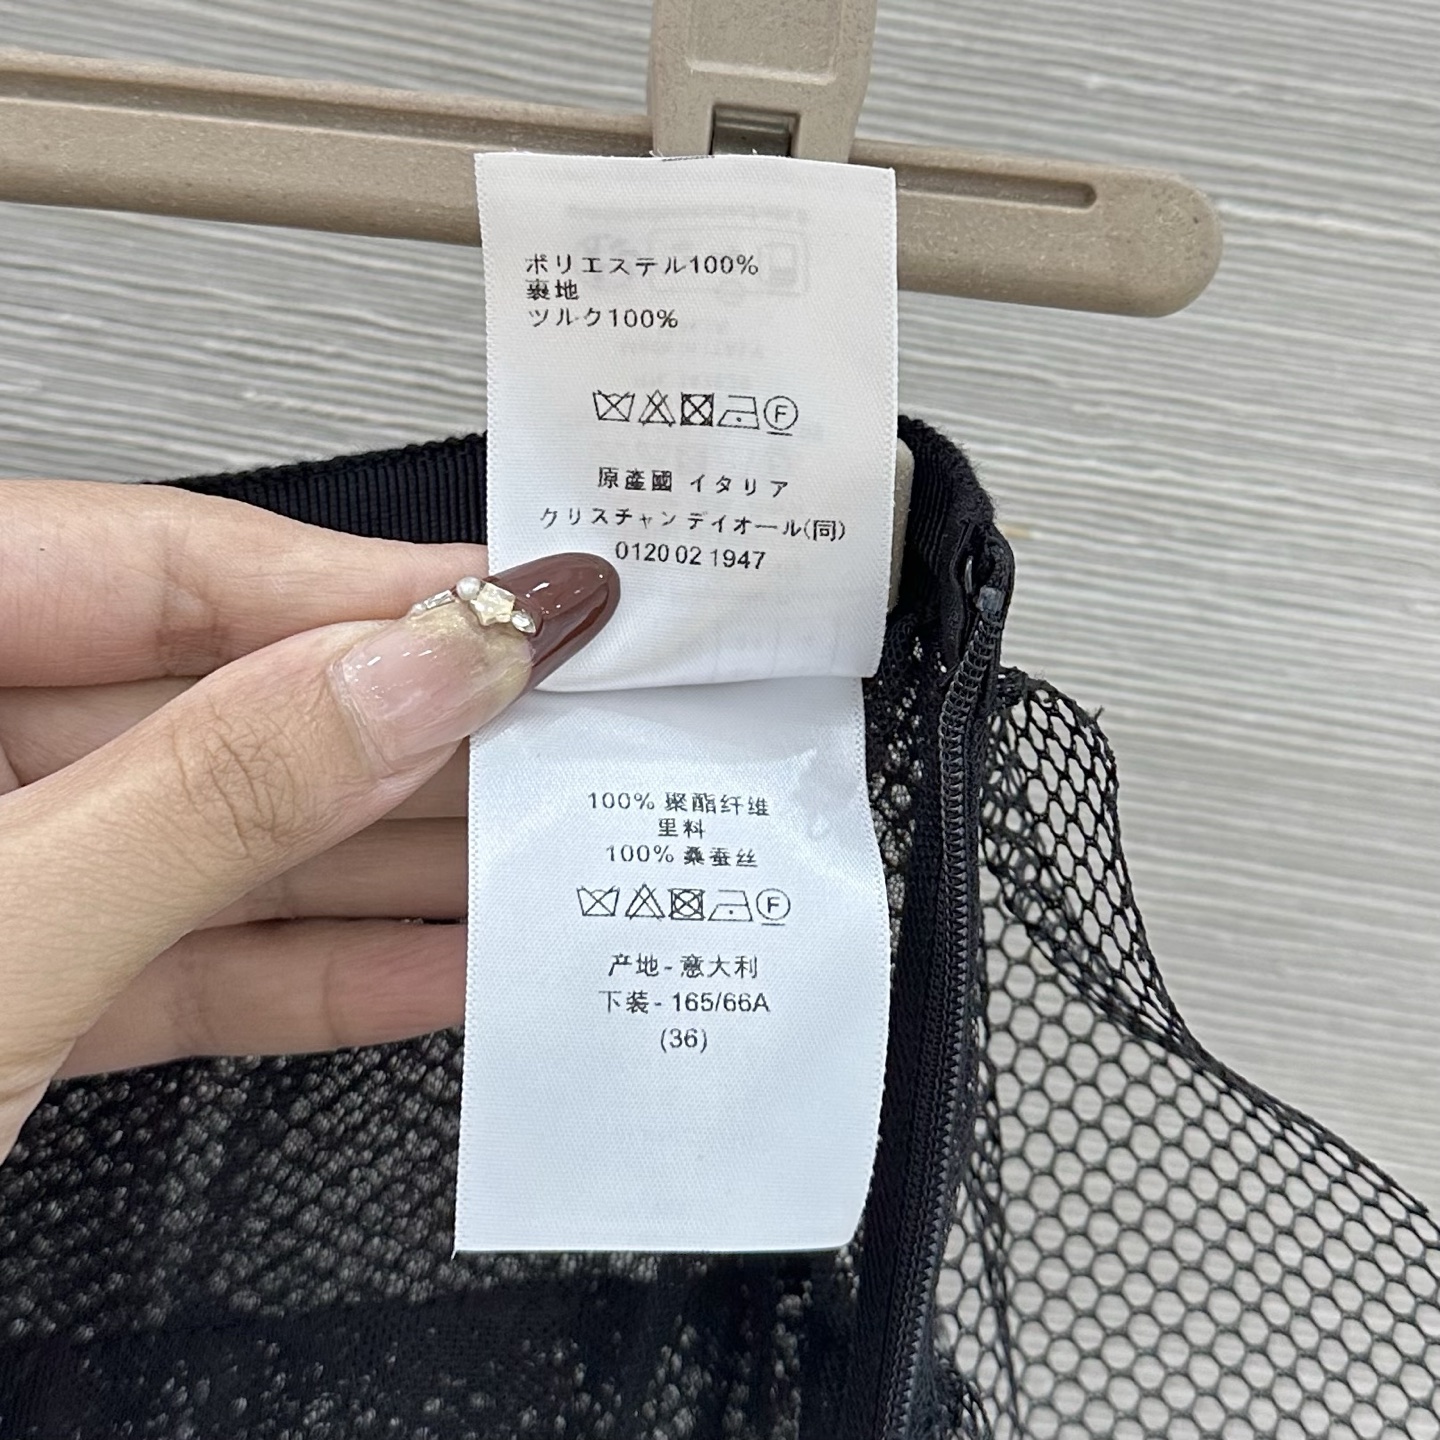 ポリエステル100%
裏地
ツルク100%
F
原產國 イタリア
クリスチャン デイオール(同)
0120 02 1947
100% 聚酯纤维
里料
100% 桑蚕丝
F
产地-意大利
下装-165/66A
(36)